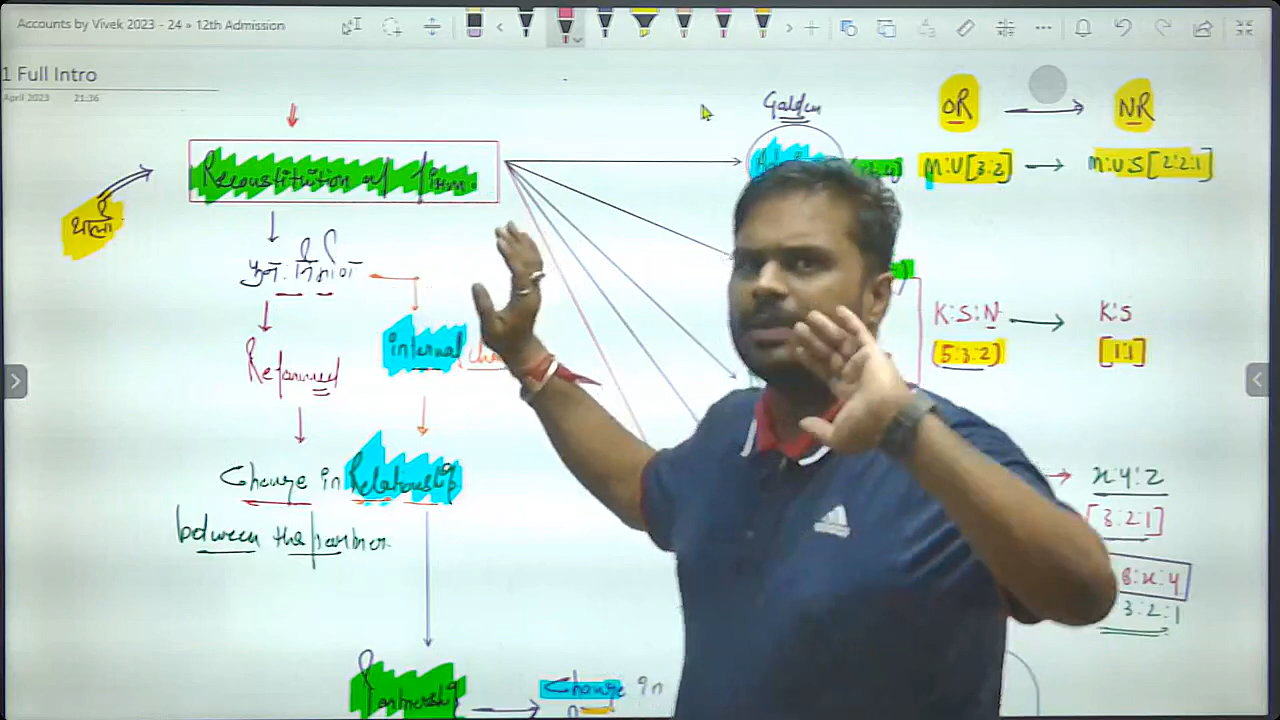 Accounts by Vivek 2023 - 24 » 12th Admission
1 Full Intro
April 2023 21:36
Golden
OR
NR
Reconstituition of firm.
M:U[3:2]
M:U:S[2:2:1]
थाली
पुनः निर्माण
K:S:N
K:S
internal
(5:3:2)
[1:1]
Reformed
Change in Relationship
x:y:z
between the partner.
[3:2:1]
3:2:1
Partnership
Change in